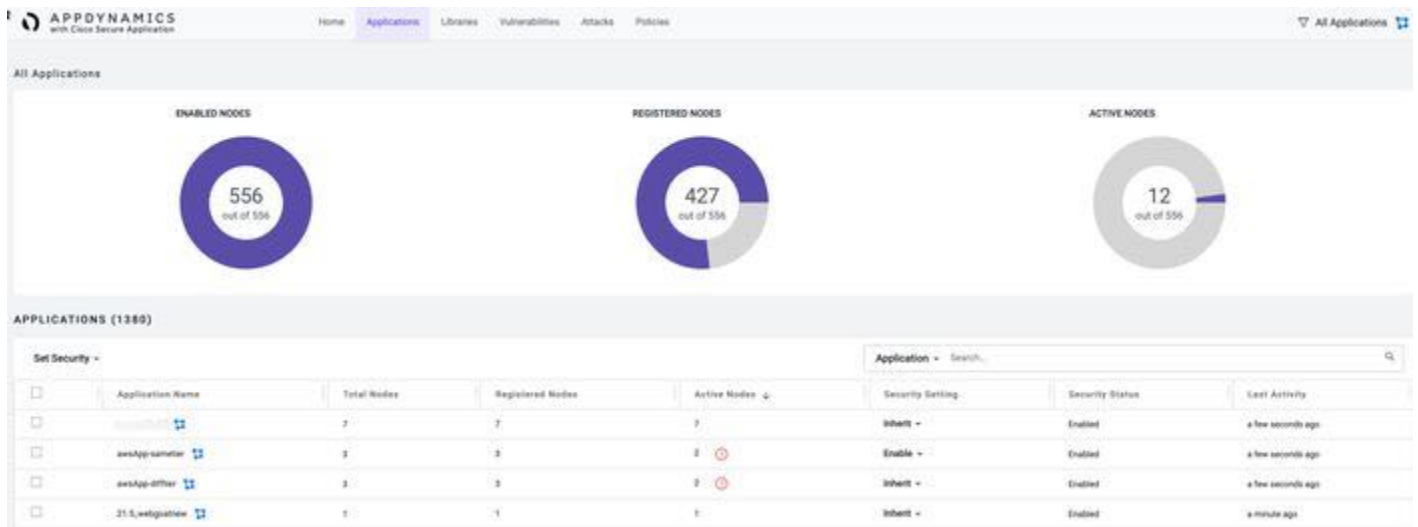 APPDYNAMICS
with Cisco Secure Application
Home Applications Libraries Vulnerabilities Attacks Policies
All Applications
All Applications
ENABLED NODES REGISTERED NODES ACTIVE NODES
556 427 12
out of 556 out of 556 out of 556
APPLICATIONS (1380)
Set Security Application Search...
Application Name Total Nodes Registered Nodes Active Nodes Security Setting Security Status Last Activity
7 7 7 Inherit Enabled a few seconds ago
awsApp-sametier 3 3 2 Enable Enabled a few seconds ago
awsApp-difftier 3 3 2 Inherit Enabled a few seconds ago
21.5_webgoatnew 1 1 1 Inherit Enabled a minute ago